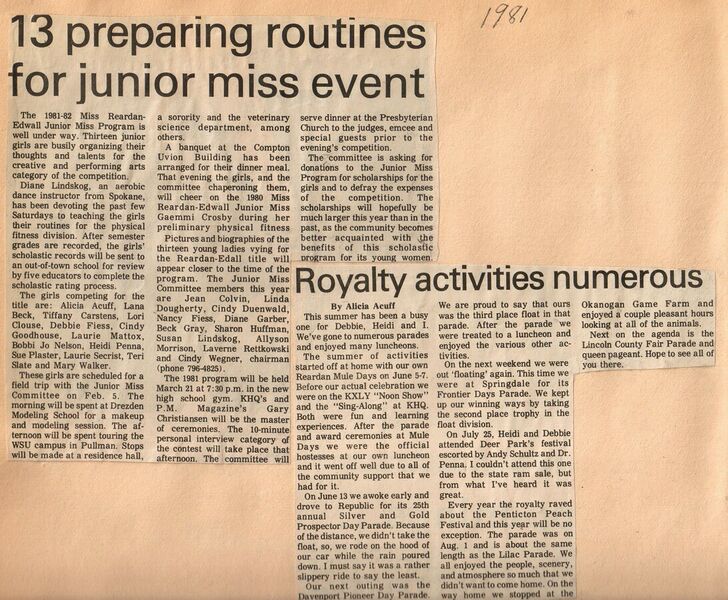 1981
13 preparing routines
for junior miss event
The 1981-82 Miss Reardan-
Edwall Junior Miss Program is
well under way. Thirteen junior
girls are busily organizing their
thoughts and talents for the
creative and performing arts
category of the competition.
Diane Lindskog, an aerobic
dance instructor from Spokane,
has been devoting the past few
Saturdays to teaching the girls
their routines for the physical
fitness division. After semester
grades are recorded, the girls'
scholastic records will be sent to
an out-of-town school for review
by five educators to complete the
scholastic rating process.
The girls competing for the
title are: Alicia Acuff, Lana
Beck, Tiffany Carstens, Lori
Clouse, Debbie Fiess, Cindy
Goodhouse, Laurie Mattox,
Bobbi Jo Nelson, Heidi Penna,
Sue Plaster, Laurie Secrist, Teri
Slate and Mary Walker.
These girls are scheduled for a
field trip with the Junior Miss
Committee on Feb. 5. The
morning will be spent at Drezden
Modeling School for a makeup
and modeling session. The af-
ternoon will be spent touring the
WSU campus in Pullman. Stops
will be made at a residence hall,
a sorority and the veterinary
science department, among
others.
A banquet at the Compton
Uvion Building has been
arranged for their dinner meal.
That evening the girls, and the
committee chaperoning them,
will cheer on the 1980 Miss
Reardan-Edwall Junior Miss
Gaemmi Crosby during her
preliminary physical fitness
Pictures and biographies of the
thirteen young ladies vying for
the Reardan-Edall title will
appear closer to the time of the
program. The Junior Miss
Committee members this year
are Jean Colvin, Linda
Dougherty, Cindy Duenwald,
Nancy Fiess, Diane Garber,
Beck Gray, Sharon Huffman,
Susan Lindskog, Allyson
Morrison, Laverne Rettkowski
and Cindy Wegner, chairman
(phone 796-4825).
The 1981 program will be held
March 21 at 7:30 p.m. in the new
high school gym. KHQ's and
P.M. Magazine's Gary
Christiansen will be the master
of ceremonies. The 10-minute
personal interview category of
the contest will take place that
afternoon. The committee will
serve dinner at the Presbyterian
Church to the judges, emcee and
special guests prior to the
evening's competition.
The committee is asking for
donations to the Junior Miss
Program for scholarships for the
girls and to defray the expenses
of the competition. The
scholarships will hopefully be
much larger this year than in the
past, as the community becomes
better acquainted with the
benefits of this scholastic
program for its young women.
Royalty activities numerous
By Alicia Acuff
This summer has been a busy
one for Debbie, Heidi and I.
We've gone to numerous parades
and enjoyed many luncheons.
The summer of activities
started off at home with our own
Reardan Mule Days on June 5-7.
Before our actual celebration we
were on the KXLY "Noon Show"
and the "Sing-Along" at KHQ.
Both were fun and learning
experiences. After the parade
and award ceremonies at Mule
Days we were the official
hostesses at our own luncheon
and it went off well due to all of
the community support that we
had for it.
On June 13 we awoke early and
drove to Republic for its 25th
annual Silver and Gold
Prospector Day Parade. Because
of the distance, we didn't take the
float, so, we rode on the hood of
our car while the rain poured
down. I must say it was a rather
slippery ride to say the least.
Our next outing was the
Davenport Pioneer Day Parade.
We are proud to say that ours
was the third place float in that
parade. After the parade we
were treated to a luncheon and
enjoyed the various other ac-
tivities.
On the next weekend we were
out 'floating' again. This time we
were at Springdale for its
Frontier Days Parade. We kept
up our winning ways by taking
the second place trophy in the
float division.
On July 25, Heidi and Debbie
attended Deer Park's festival
escorted by Andy Schultz and Dr.
Penna. I couldn't attend this one
due to the state ram sale, but
from what I've heard it was
great.
Every year the royalty raved
about the Penticton Peach
Festival and this year will be no
exception. The parade was on
Aug. 1 and is about the same
length as the Lilac Parade. We
all enjoyed the people, scenery,
and atmosphere so much that we
didn't want to come home. On the
way home we stopped at the
Okanogan Game Farm and
enjoyed a couple pleasant hours
looking at all of the animals.
Next on the agenda is the
Lincoln County Fair Parade and
queen pageant. Hope to see all of
you there.